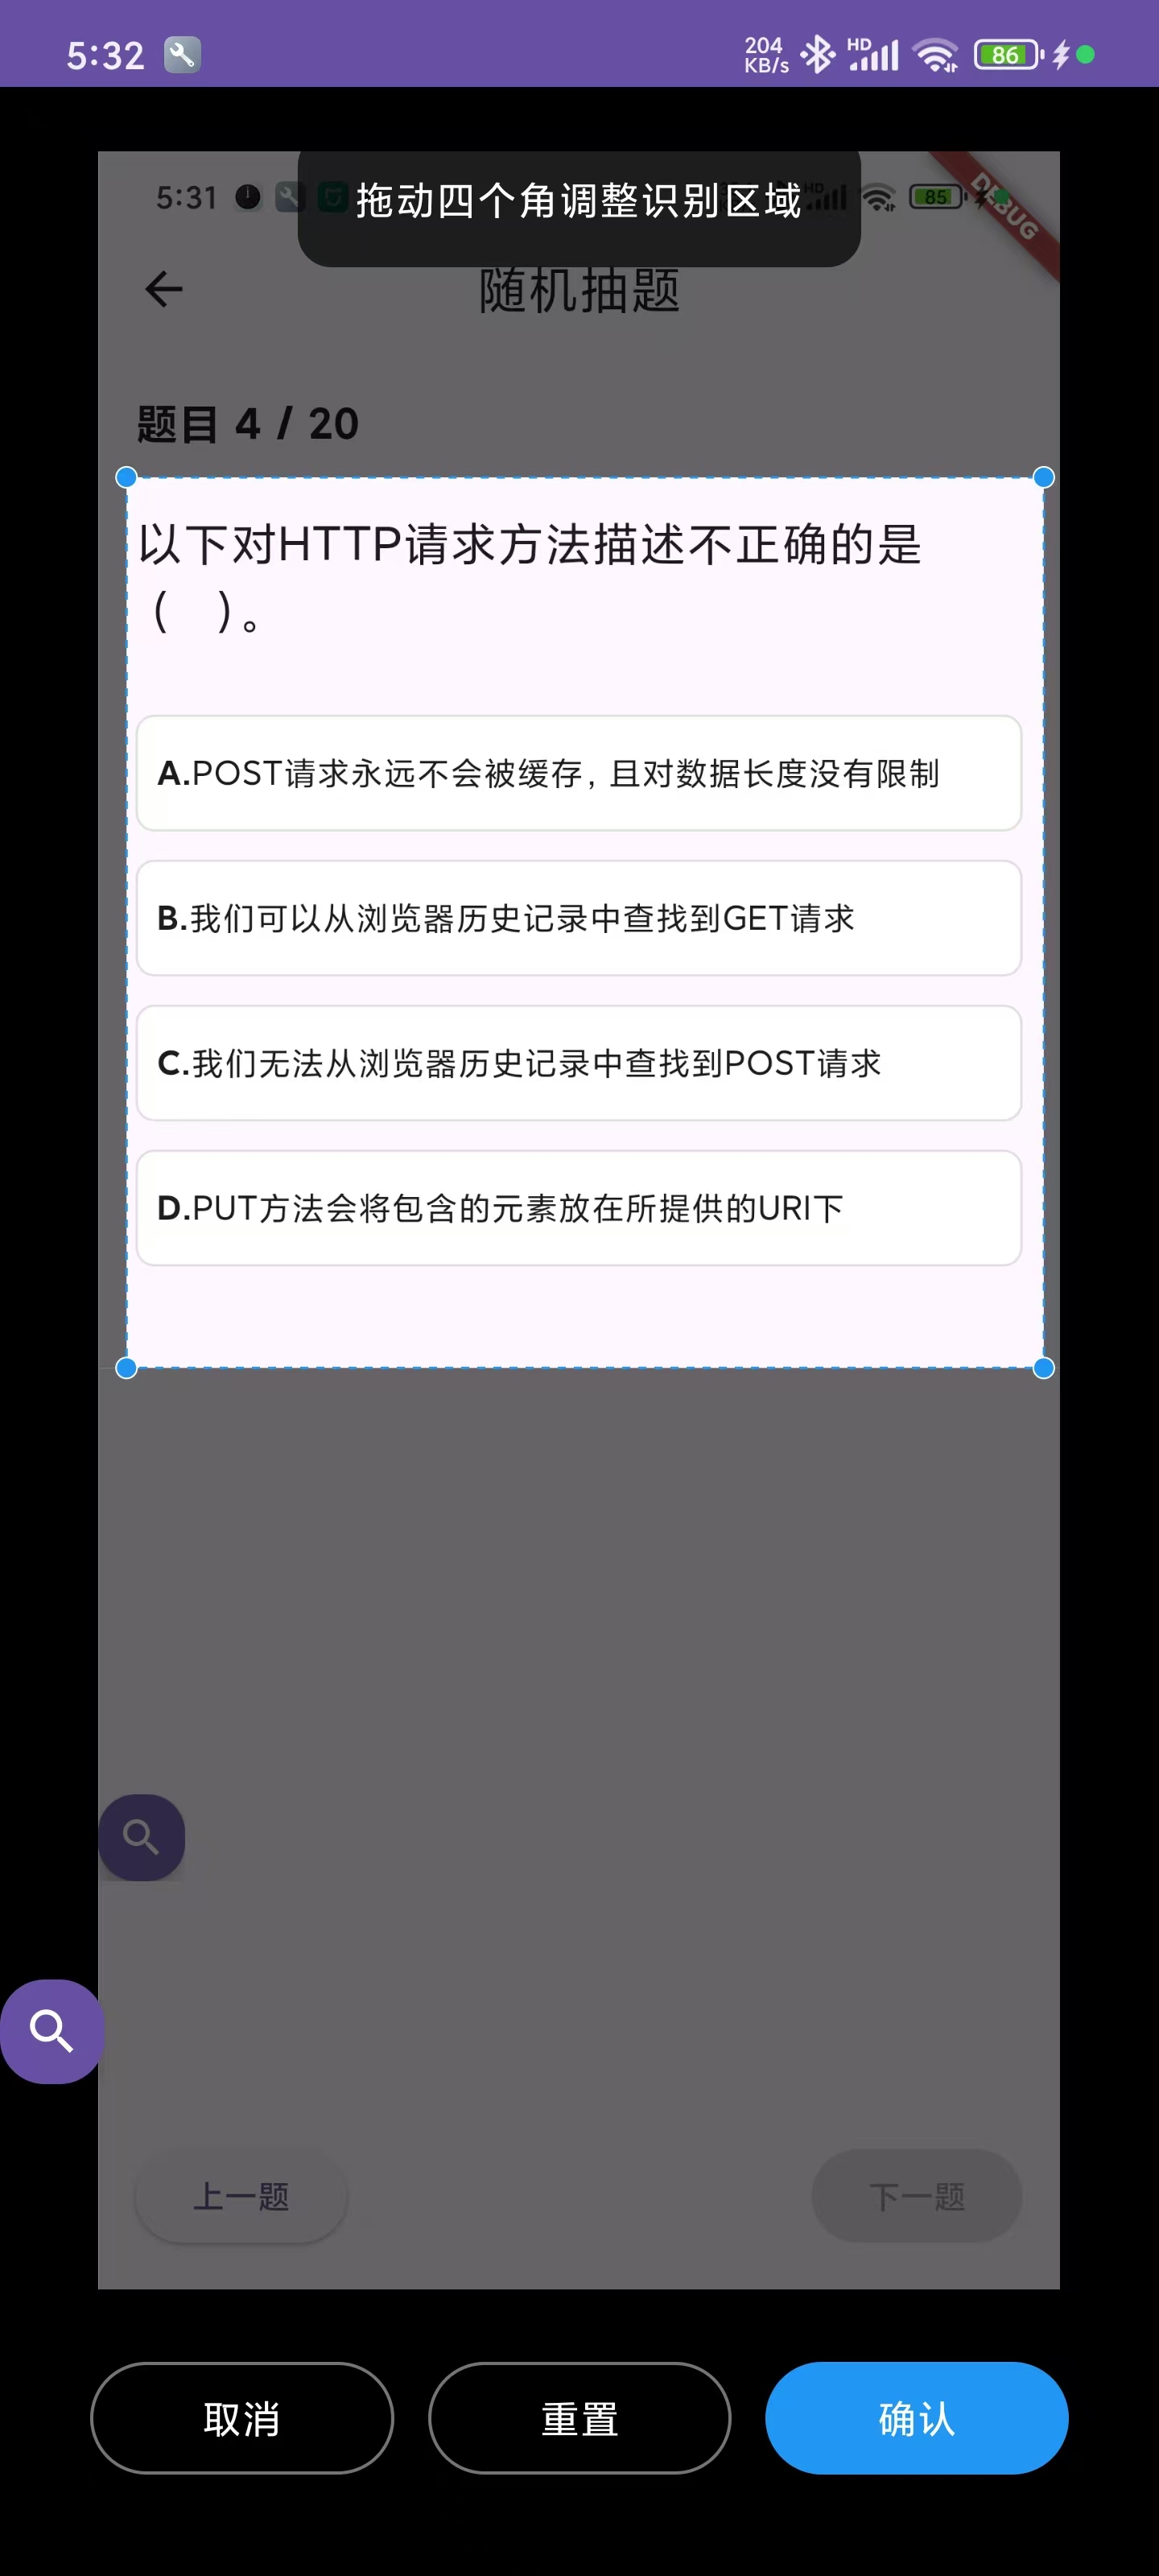 5:32
204
KB/s
HD
86
5:31
拖动四个角调整识别区域
HD
85
DEBUG
随机抽题
题目 4 / 20
以下对HTTP请求方法描述不正确的是
（ ）。
A.POST请求永远不会被缓存, 且对数据长度没有限制
B.我们可以从浏览器历史记录中查找到GET请求
C.我们无法从浏览器历史记录中查找到POST请求
D.PUT方法会将包含的元素放在所提供的URI下
上一题
下一题
取消
重置
确认